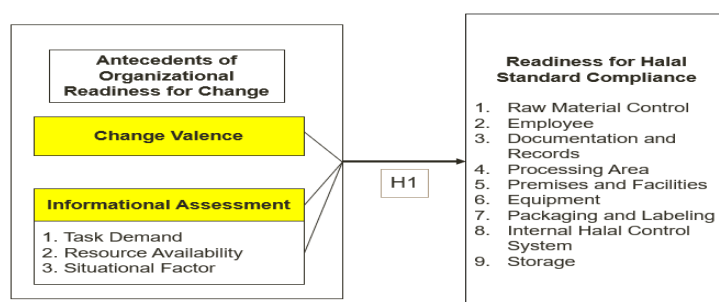 Antecedents of
Organizational
Readiness for Change
Change Valence
Informational Assessment
1. Task Demand
2. Resource Availability
3. Situational Factor
H1
Readiness for Halal
Standard Compliance
1. Raw Material Control
2. Employee
3. Documentation and
Records
4. Processing Area
5. Premises and Facilities
6. Equipment
7. Packaging and Labeling
8. Internal Halal Control
System
9. Storage